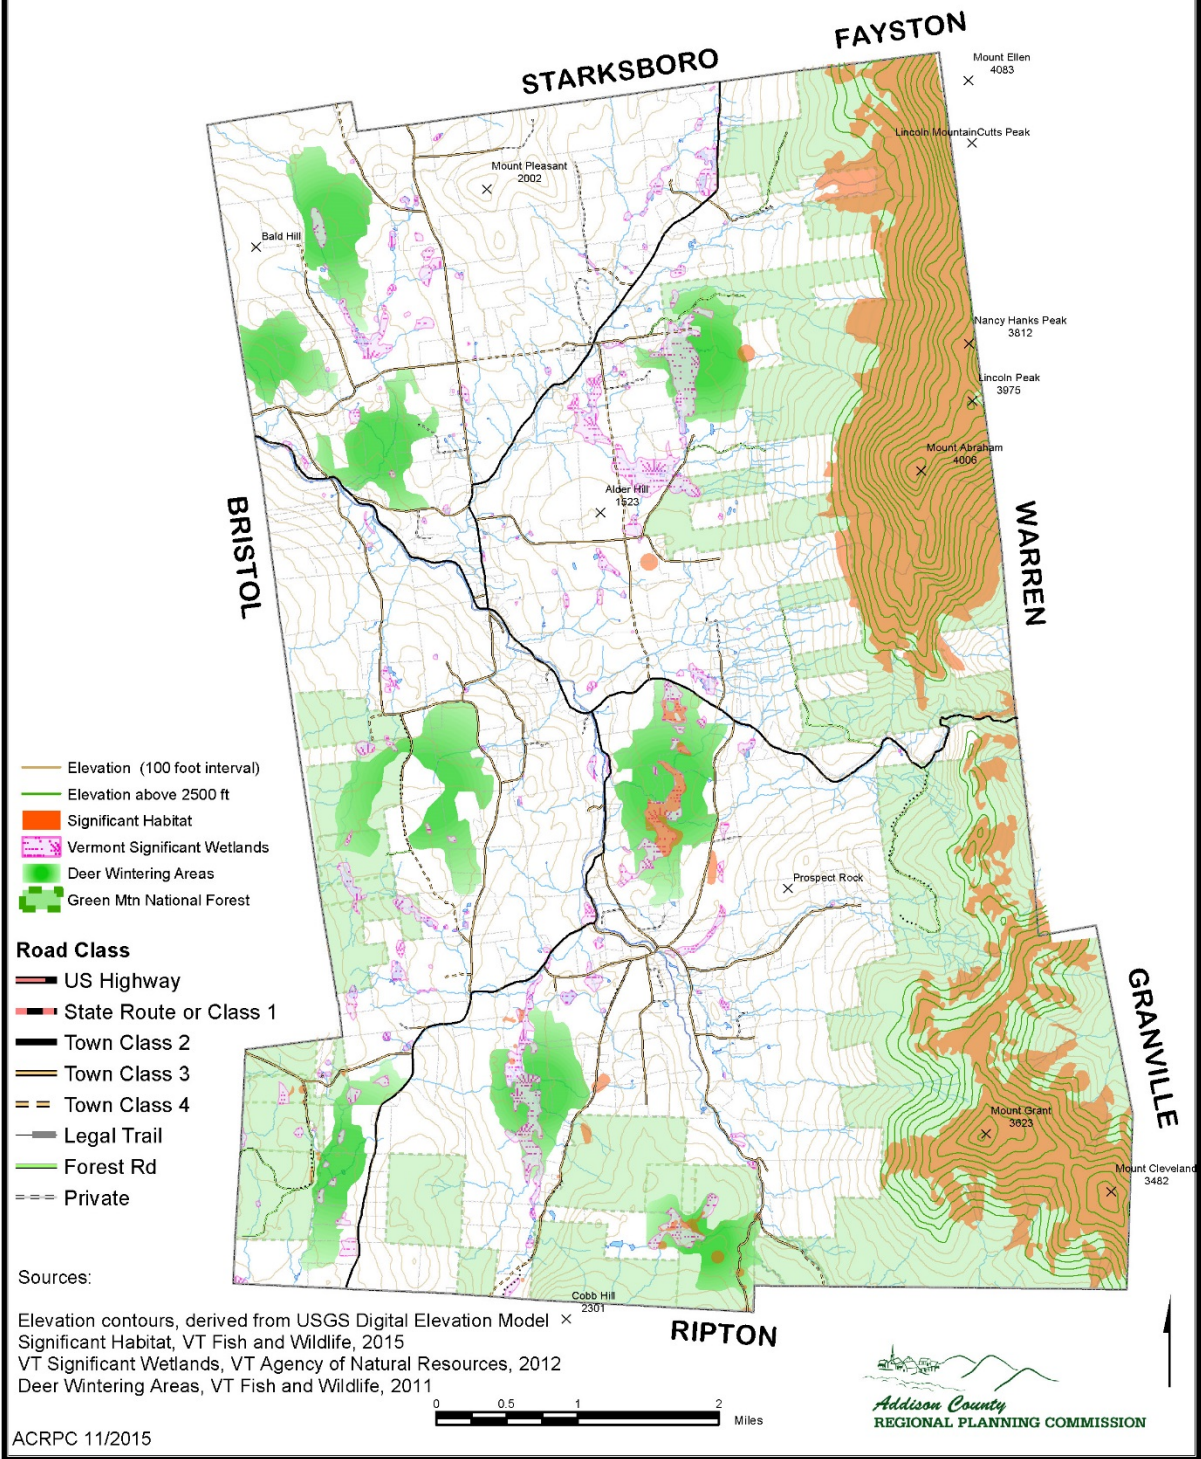 FAYSTON
STARKSBORO
Mount Ellen
4083
Lincoln MountainCutts Peak
Mount Pleasant
2002
Bald Hill
Nancy Hanks Peak
3812
Lincoln Peak
3975
Mount Abraham
4006
Alder Hill
1523
BRISTOL
WARREN
Elevation (100 foot interval)
Elevation above 2500 ft
Significant Habitat
Vermont Significant Wetlands
Deer Wintering Areas
Green Mtn National Forest
Prospect Rock
Road Class
US Highway
State Route or Class 1
Town Class 2
Town Class 3
Town Class 4
Legal Trail
Forest Rd
Private
GRANVILLE
Mount Grant
3623
Mount Cleveland
3482
Sources:
Cobb Hill
2301
Elevation contours, derived from USGS Digital Elevation Model
Significant Habitat, VT Fish and Wildlife, 2015
VT Significant Wetlands, VT Agency of Natural Resources, 2012
Deer Wintering Areas, VT Fish and Wildlife, 2011
RIPTON
0 0.5 1 2
Miles
Addison County
REGIONAL PLANNING COMMISSION
ACRPC 11/2015